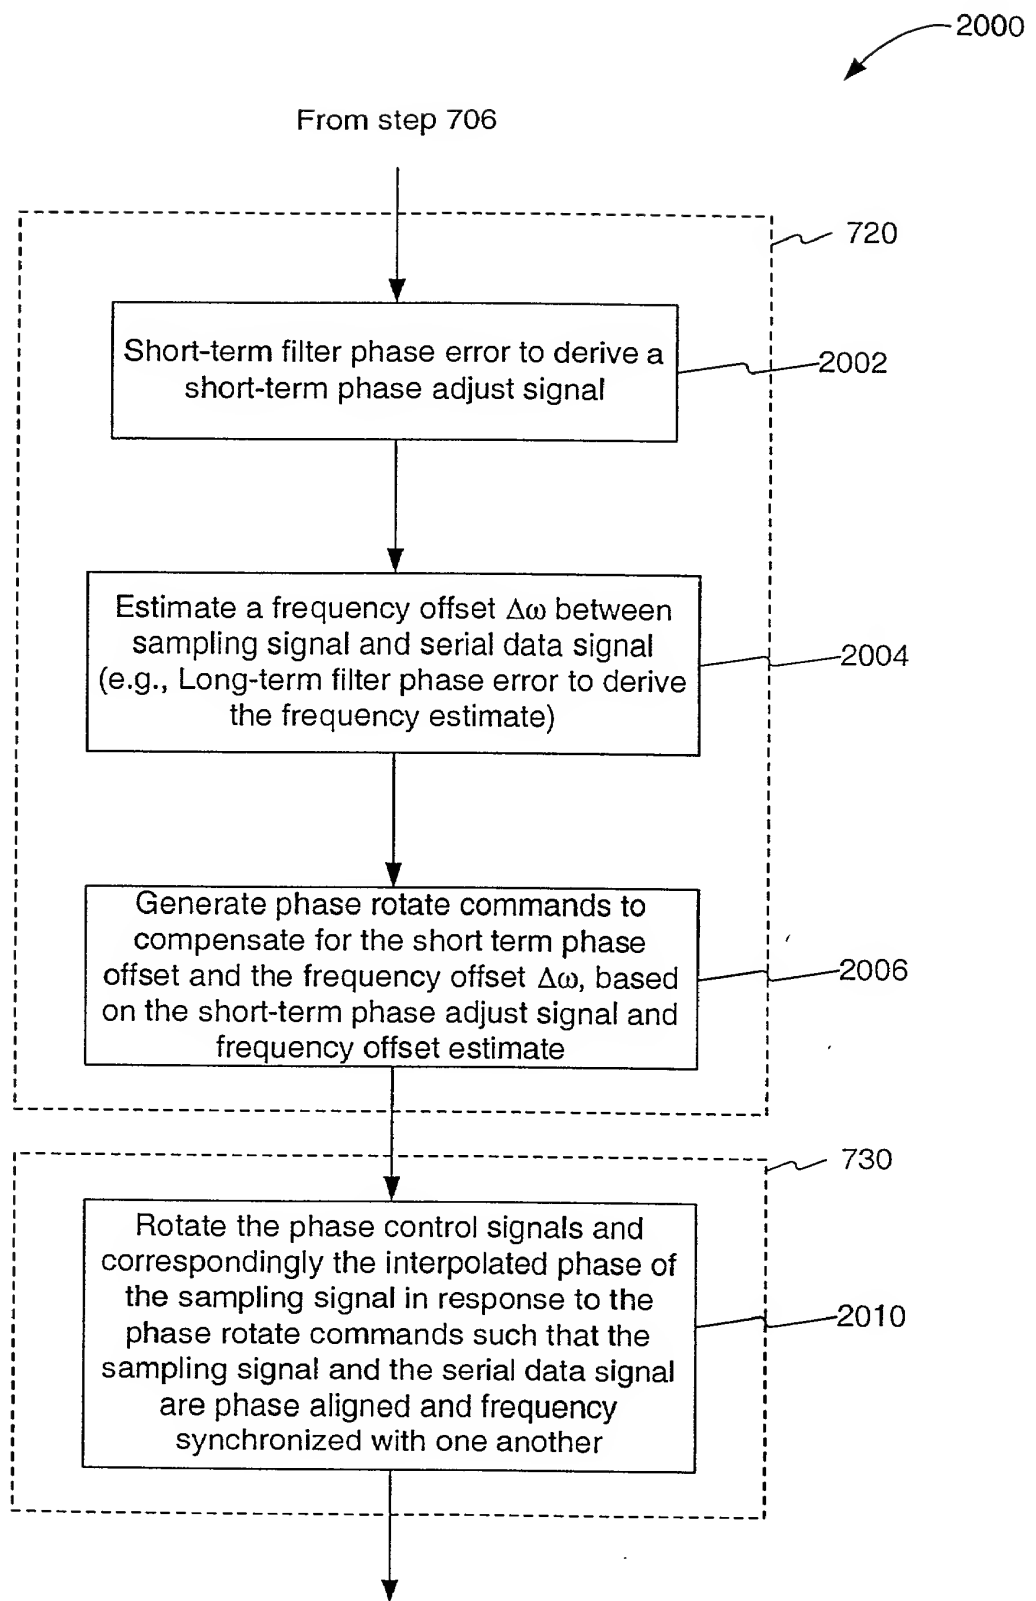 2000
From step 706
720
Short-term filter phase error to derive a
short-term phase adjust signal
2002
Estimate a frequency offset Δω between
sampling signal and serial data signal
(e.g., Long-term filter phase error to derive
the frequency estimate)
2004
Generate phase rotate commands to
compensate for the short term phase
offset and the frequency offset Δω, based
on the short-term phase adjust signal and
frequency offset estimate
2006
730
Rotate the phase control signals and
correspondingly the interpolated phase of
the sampling signal in response to the
phase rotate commands such that the
sampling signal and the serial data signal
are phase aligned and frequency
synchronized with one another
2010